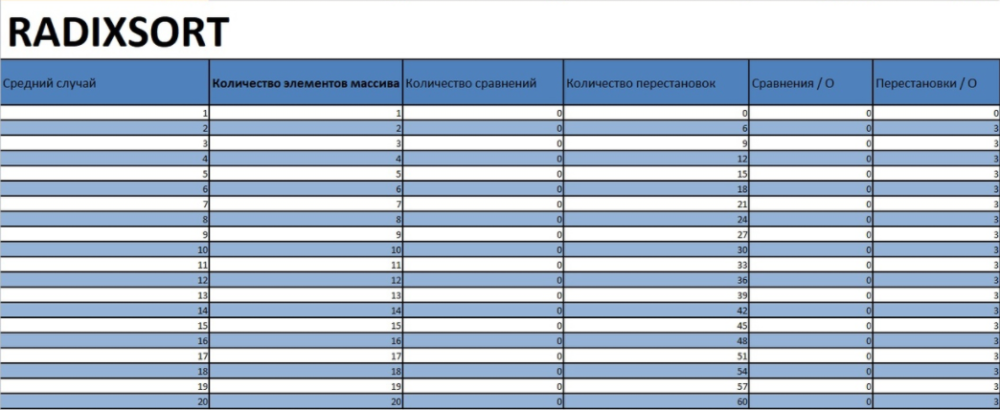 RADIXSORT
Средний случай Количество элементов массива Количество сравнений Количество перестановок Сравнения / О Перестановки / О
1 1 0 0 0 0
2 2 0 6 0 3
3 3 0 9 0 3
4 4 0 12 0 3
5 5 0 15 0 3
6 6 0 18 0 3
7 7 0 21 0 3
8 8 0 24 0 3
9 9 0 27 0 3
10 10 0 30 0 3
11 11 0 33 0 3
12 12 0 36 0 3
13 13 0 39 0 3
14 14 0 42 0 3
15 15 0 45 0 3
16 16 0 48 0 3
17 17 0 51 0 3
18 18 0 54 0 3
19 19 0 57 0 3
20 20 0 60 0 3